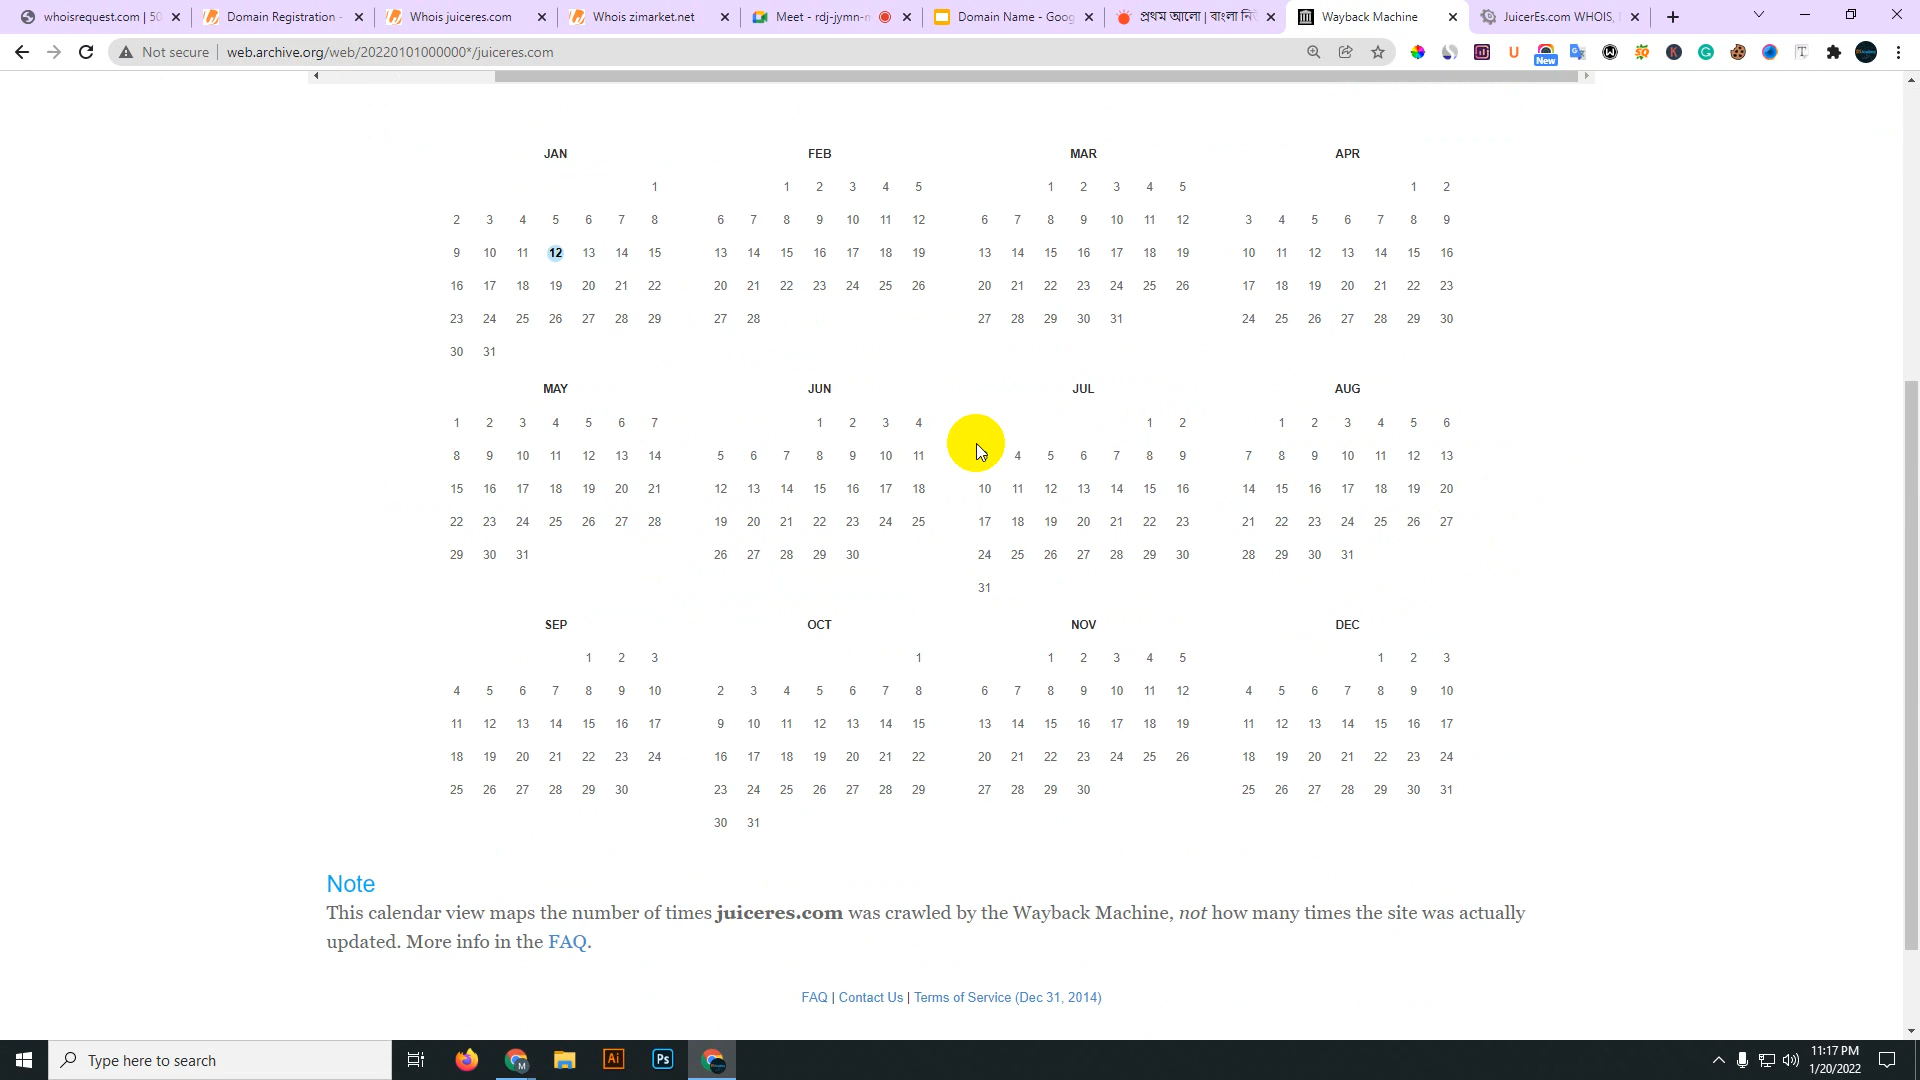 whoisrequest.com | 50
Domain Registration -
Whois juiceres.com
Whois zimarket.net
Meet - rdj-jymn-r
Domain Name - Goog
প্রথম আলো | বাংলা নি
Wayback Machine
JuicerEs.com WHOIS,
Not secure
web.archive.org/web/20220101000000*/juiceres.com
New
JAN FEB MAR APR
1 1 2 3 4 5 1 2 3 4 5 1 2
2 3 4 5 6 7 8 6 7 8 9 10 11 12 6 7 8 9 10 11 12 3 4 5 6 7 8 9
9 10 11 12 13 14 15 13 14 15 16 17 18 19 13 14 15 16 17 18 19 10 11 12 13 14 15 16
16 17 18 19 20 21 22 20 21 22 23 24 25 26 20 21 22 23 24 25 26 17 18 19 20 21 22 23
23 24 25 26 27 28 29 27 28 27 28 29 30 31 24 25 26 27 28 29 30
30 31
MAY JUN JUL AUG
1 2 3 4 5 6 7 1 2 3 4 1 2 1 2 3 4 5 6
8 9 10 11 12 13 14 5 6 7 8 9 10 11 4 5 6 7 8 9 7 8 9 10 11 12 13
15 16 17 18 19 20 21 12 13 14 15 16 17 18 10 11 12 13 14 15 16 14 15 16 17 18 19 20
22 23 24 25 26 27 28 19 20 21 22 23 24 25 17 18 19 20 21 22 23 21 22 23 24 25 26 27
29 30 31 26 27 28 29 30 24 25 26 27 28 29 30 28 29 30 31
31
SEP OCT NOV DEC
1 2 3 1 1 2 3 4 5 1 2 3
4 5 6 7 8 9 10 2 3 4 5 6 7 8 6 7 8 9 10 11 12 4 5 6 7 8 9 10
11 12 13 14 15 16 17 9 10 11 12 13 14 15 13 14 15 16 17 18 19 11 12 13 14 15 16 17
18 19 20 21 22 23 24 16 17 18 19 20 21 22 20 21 22 23 24 25 26 18 19 20 21 22 23 24
25 26 27 28 29 30 23 24 25 26 27 28 29 27 28 29 30 25 26 27 28 29 30 31
30 31
Note
This calendar view maps the number of times juiceres.com was crawled by the Wayback Machine, not how many times the site was actually
updated. More info in the FAQ.
FAQ | Contact Us | Terms of Service (Dec 31, 2014)
Type here to search
Ai
Ps
11:17 PM
1/20/2022